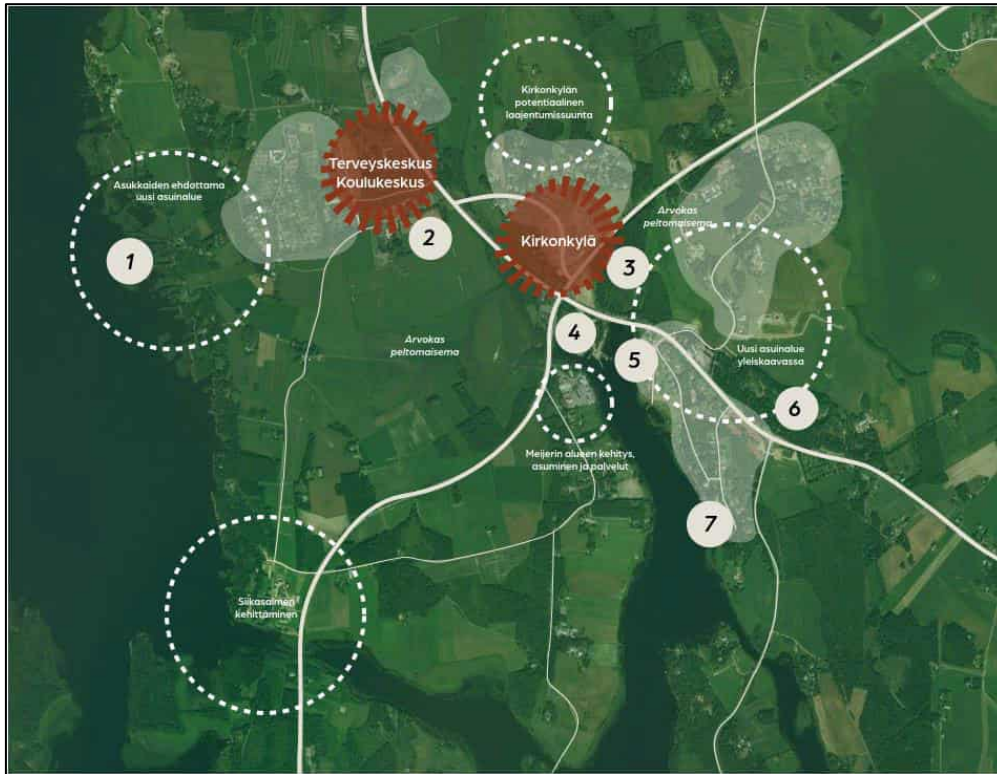 Kirkonkylän
potentiaalinen
laajentumissuunta
Terveyskeskus
Koulukeskus
Asukkaiden ehdottama
uusi asuinalue
1
2
Kirkonkylä
Arvokas
peltomaisema
3
4
Arvokas
peltomaisema
5
Uusi asuinalue
yleiskaavassa
6
Meijerin alueen kehitys,
asuminen ja palvelut
7
Siikasalmen
kehittäminen